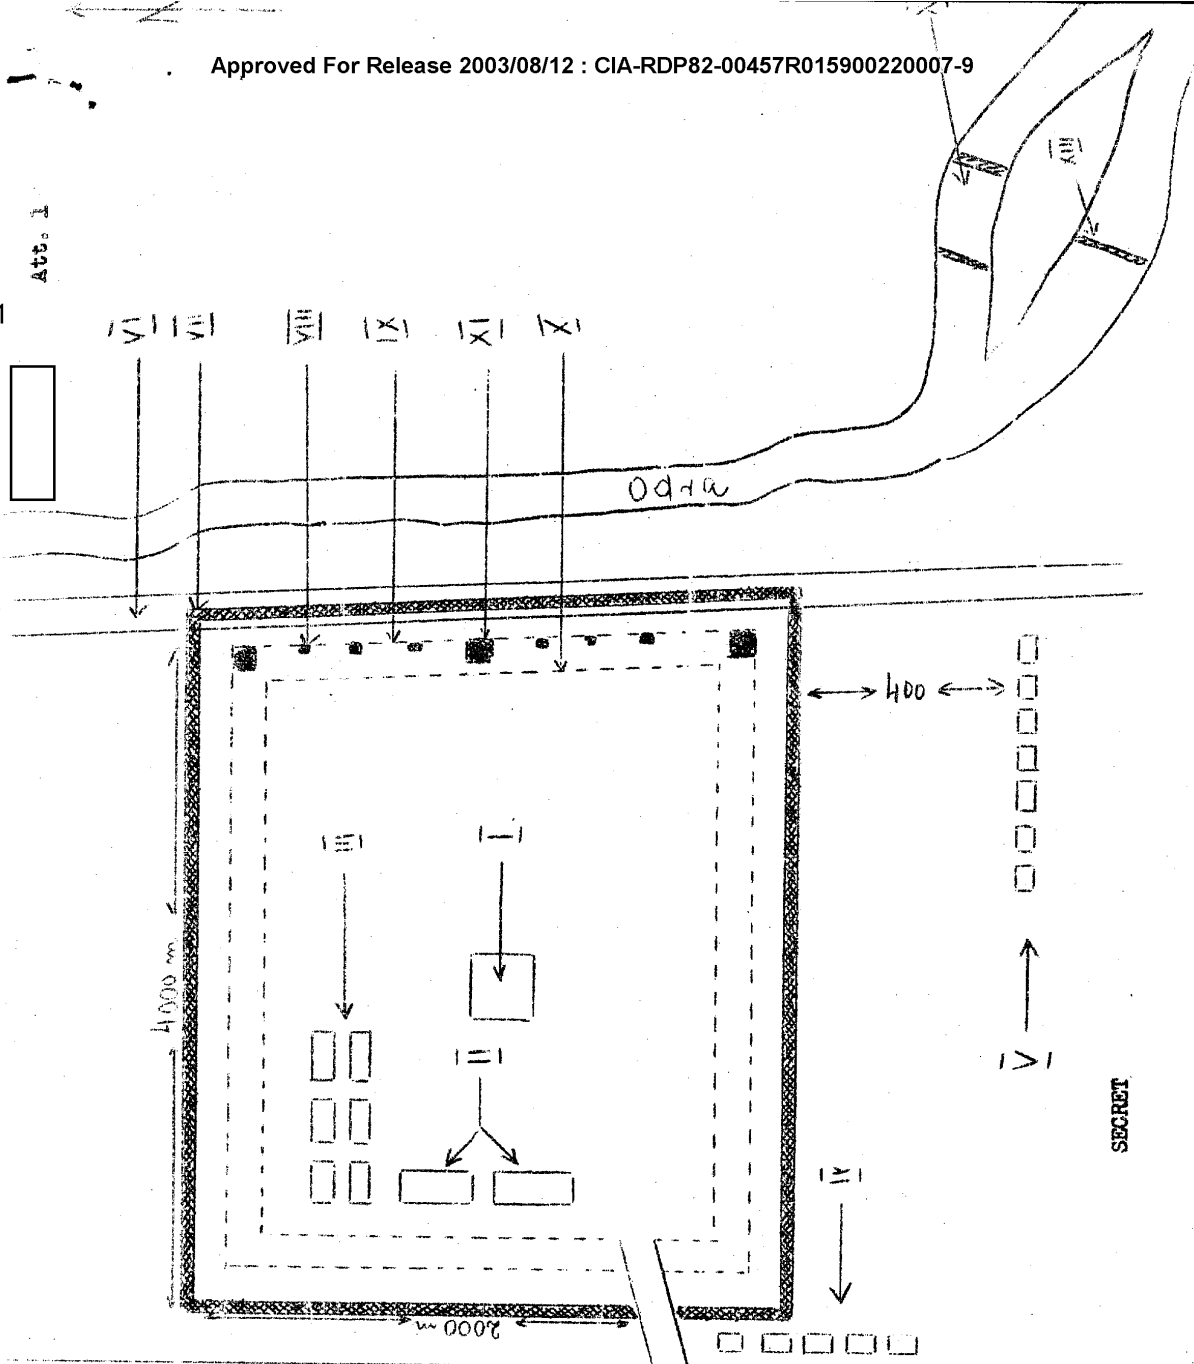 Approved For Release 2003/08/12 : CIA-RDP82-00457R015900220007-9
Att. 1
XIII
VI
VII
VIII
IX
XI
X
Odra
400
III
I
4000 m
II
V
SECRET
IV
2000 m